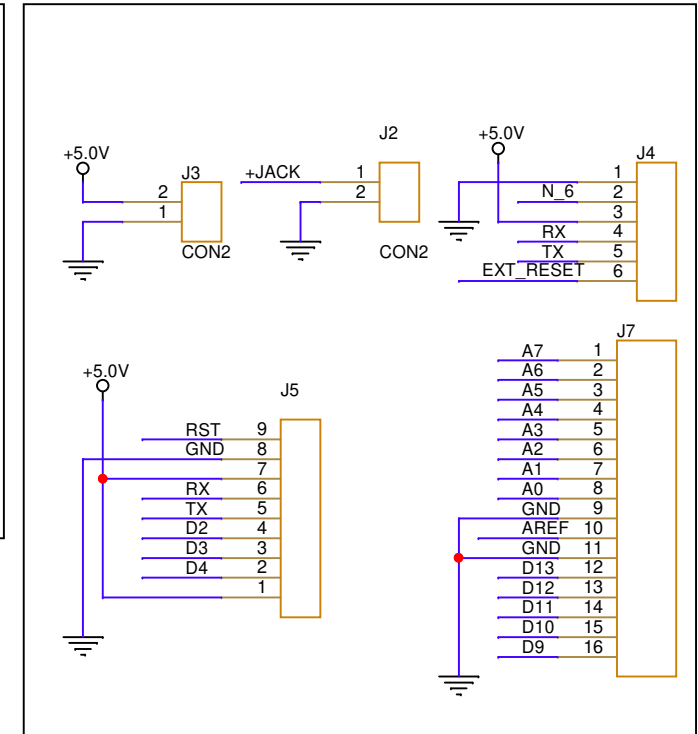 +5.0V
J3
2
1
CON2
J2
+JACK 1
2
CON2
+5.0V
J4
1
N_6 2
3
RX 4
TX 5
EXT_RESET 6
+5.0V
J5
RST 9
GND 8
7
RX 6
TX 5
D2 4
D3 3
D4 2
1
J7
A7 1
A6 2
A5 3
A4 4
A3 5
A2 6
A1 7
A0 8
GND 9
AREF 10
GND 11
D13 12
D12 13
D11 14
D10 15
D9 16